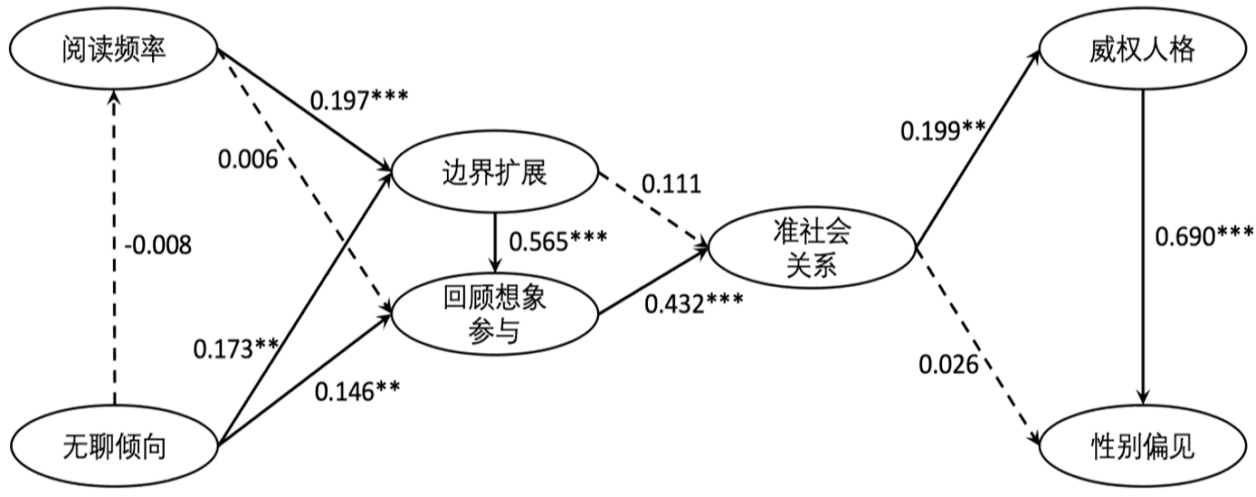 阅读频率
威权人格
0.197***
0.199**
0.006
边界扩展
0.111
准社会
关系
-0.008
0.565***
0.690***
回顾想象
参与
0.432***
0.173**
0.146**
0.026
无聊倾向
性别偏见